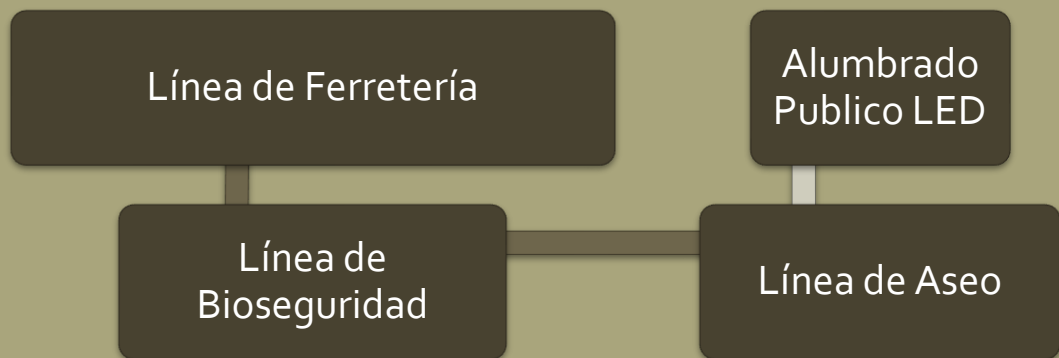 Línea de Ferretería
Alumbrado
Publico LED
Línea de
Bioseguridad
Línea de Aseo